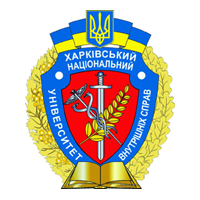 ХАРКІВСЬКИЙ
НАЦІОНАЛЬНИЙ
УНІВЕРСИТЕТ
ВНУТРІШНІХ СПРАВ